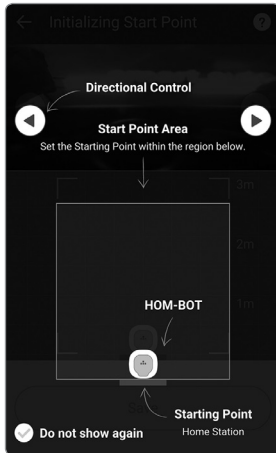 Initializing Start Point
?
Directional Control
Start Point Area
Set the Starting Point within the region below.
3m
2m
1m
HOM-BOT
Starting Point
Home Station
Do not show again